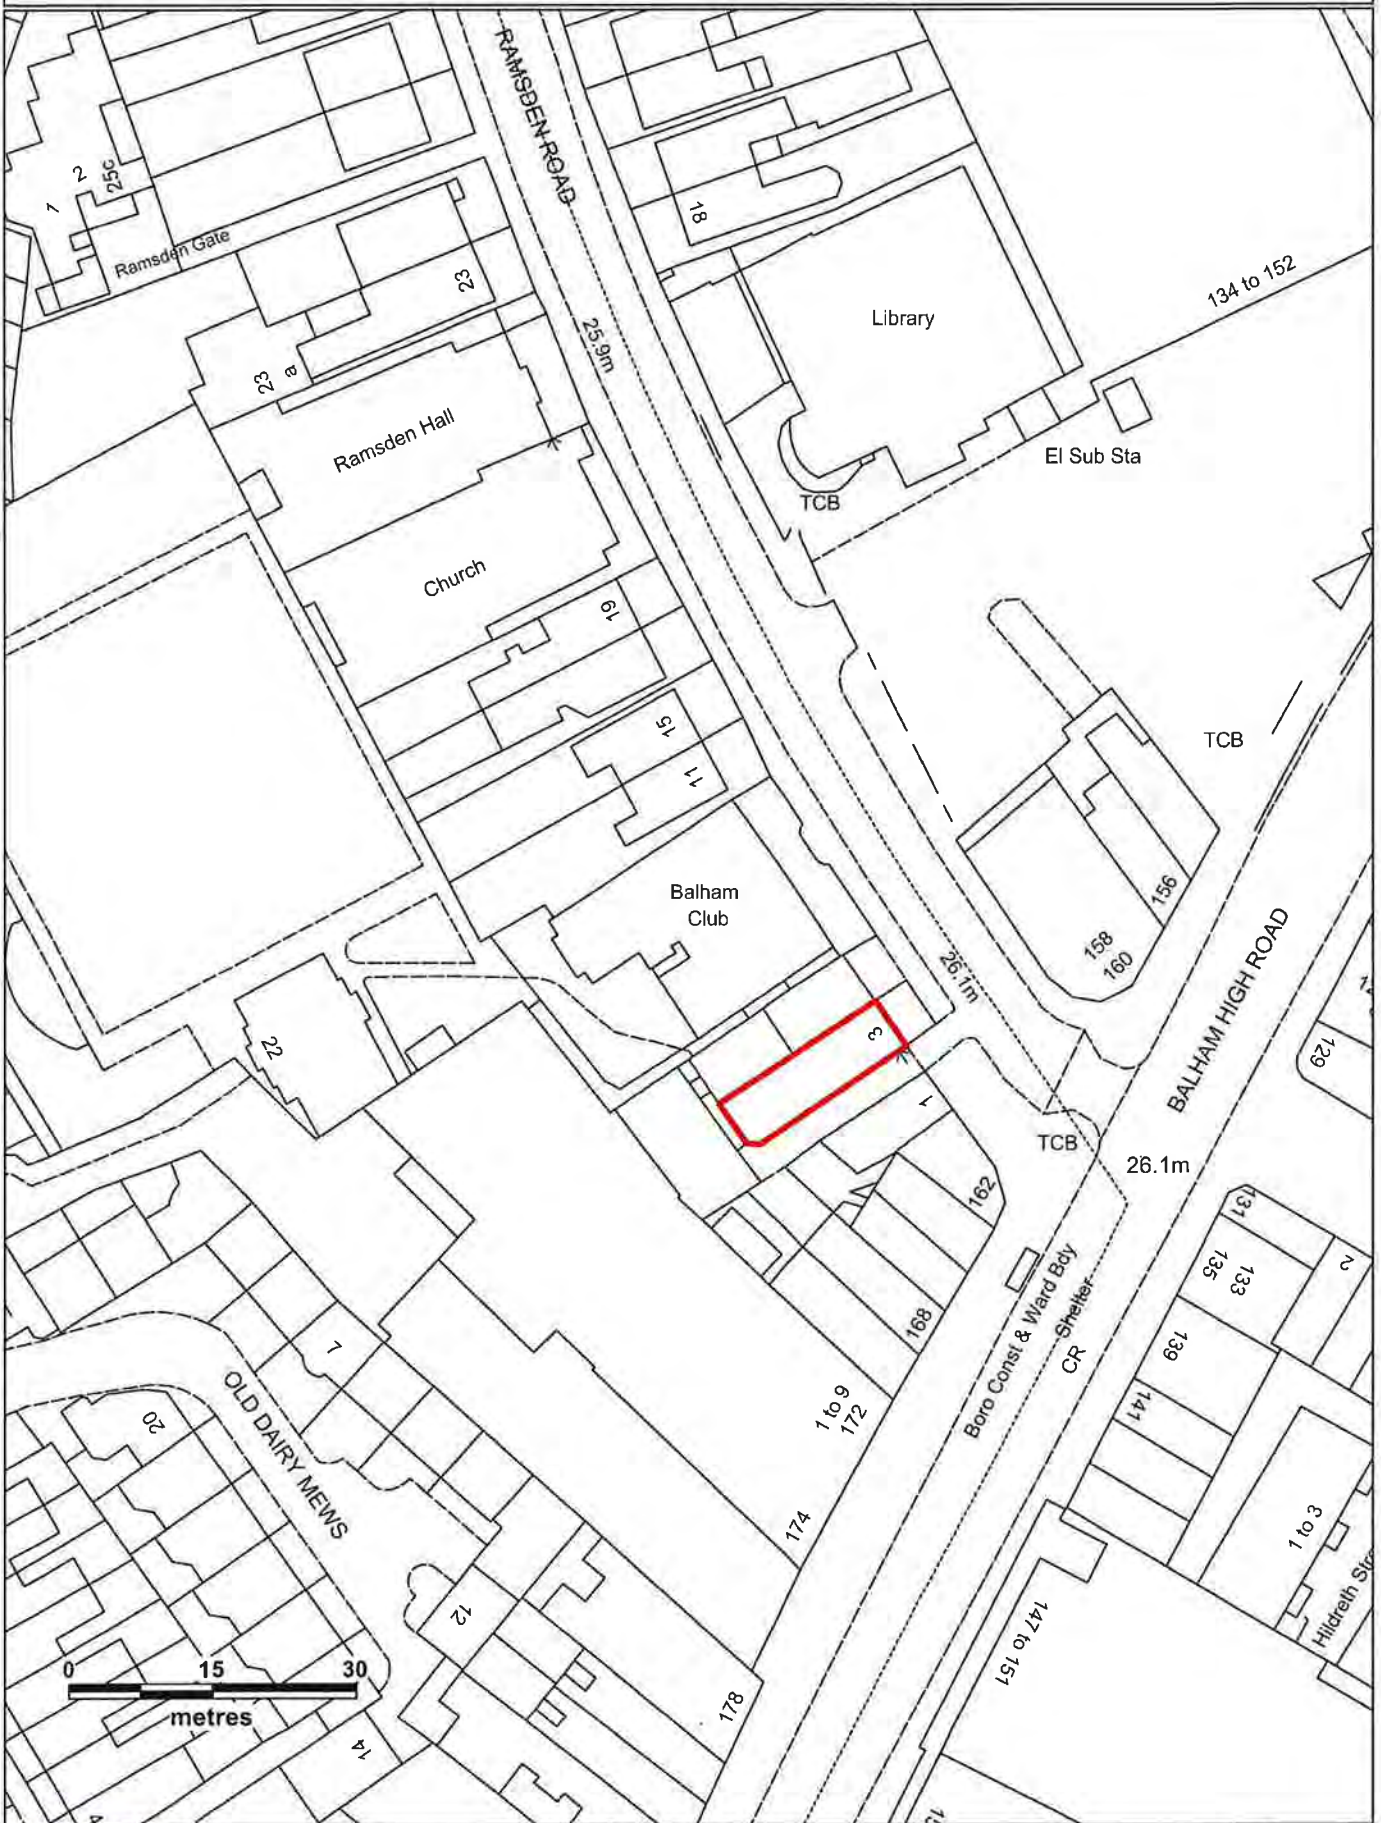 RAMSDEN ROAD
2
25c
1
Ramsden Gate
18
23
134 to 152
Library
25.9m
23
a
Ramsden Hall
El Sub Sta
TCB
Church
19
15
TCB
11
156
Balham
Club
158
160
26.1m
BALHAM HIGH ROAD
22
3
129
1
TCB
26.1m
162
131
135
133
2
Boro Const & Ward Bdy
Shelter
168
139
CR
7
141
1 to 9
172
OLD DAIRY MEWS
20
174
1 to 3
12
147 to 151
Hildreth Str
0 15 30
metres
178
14